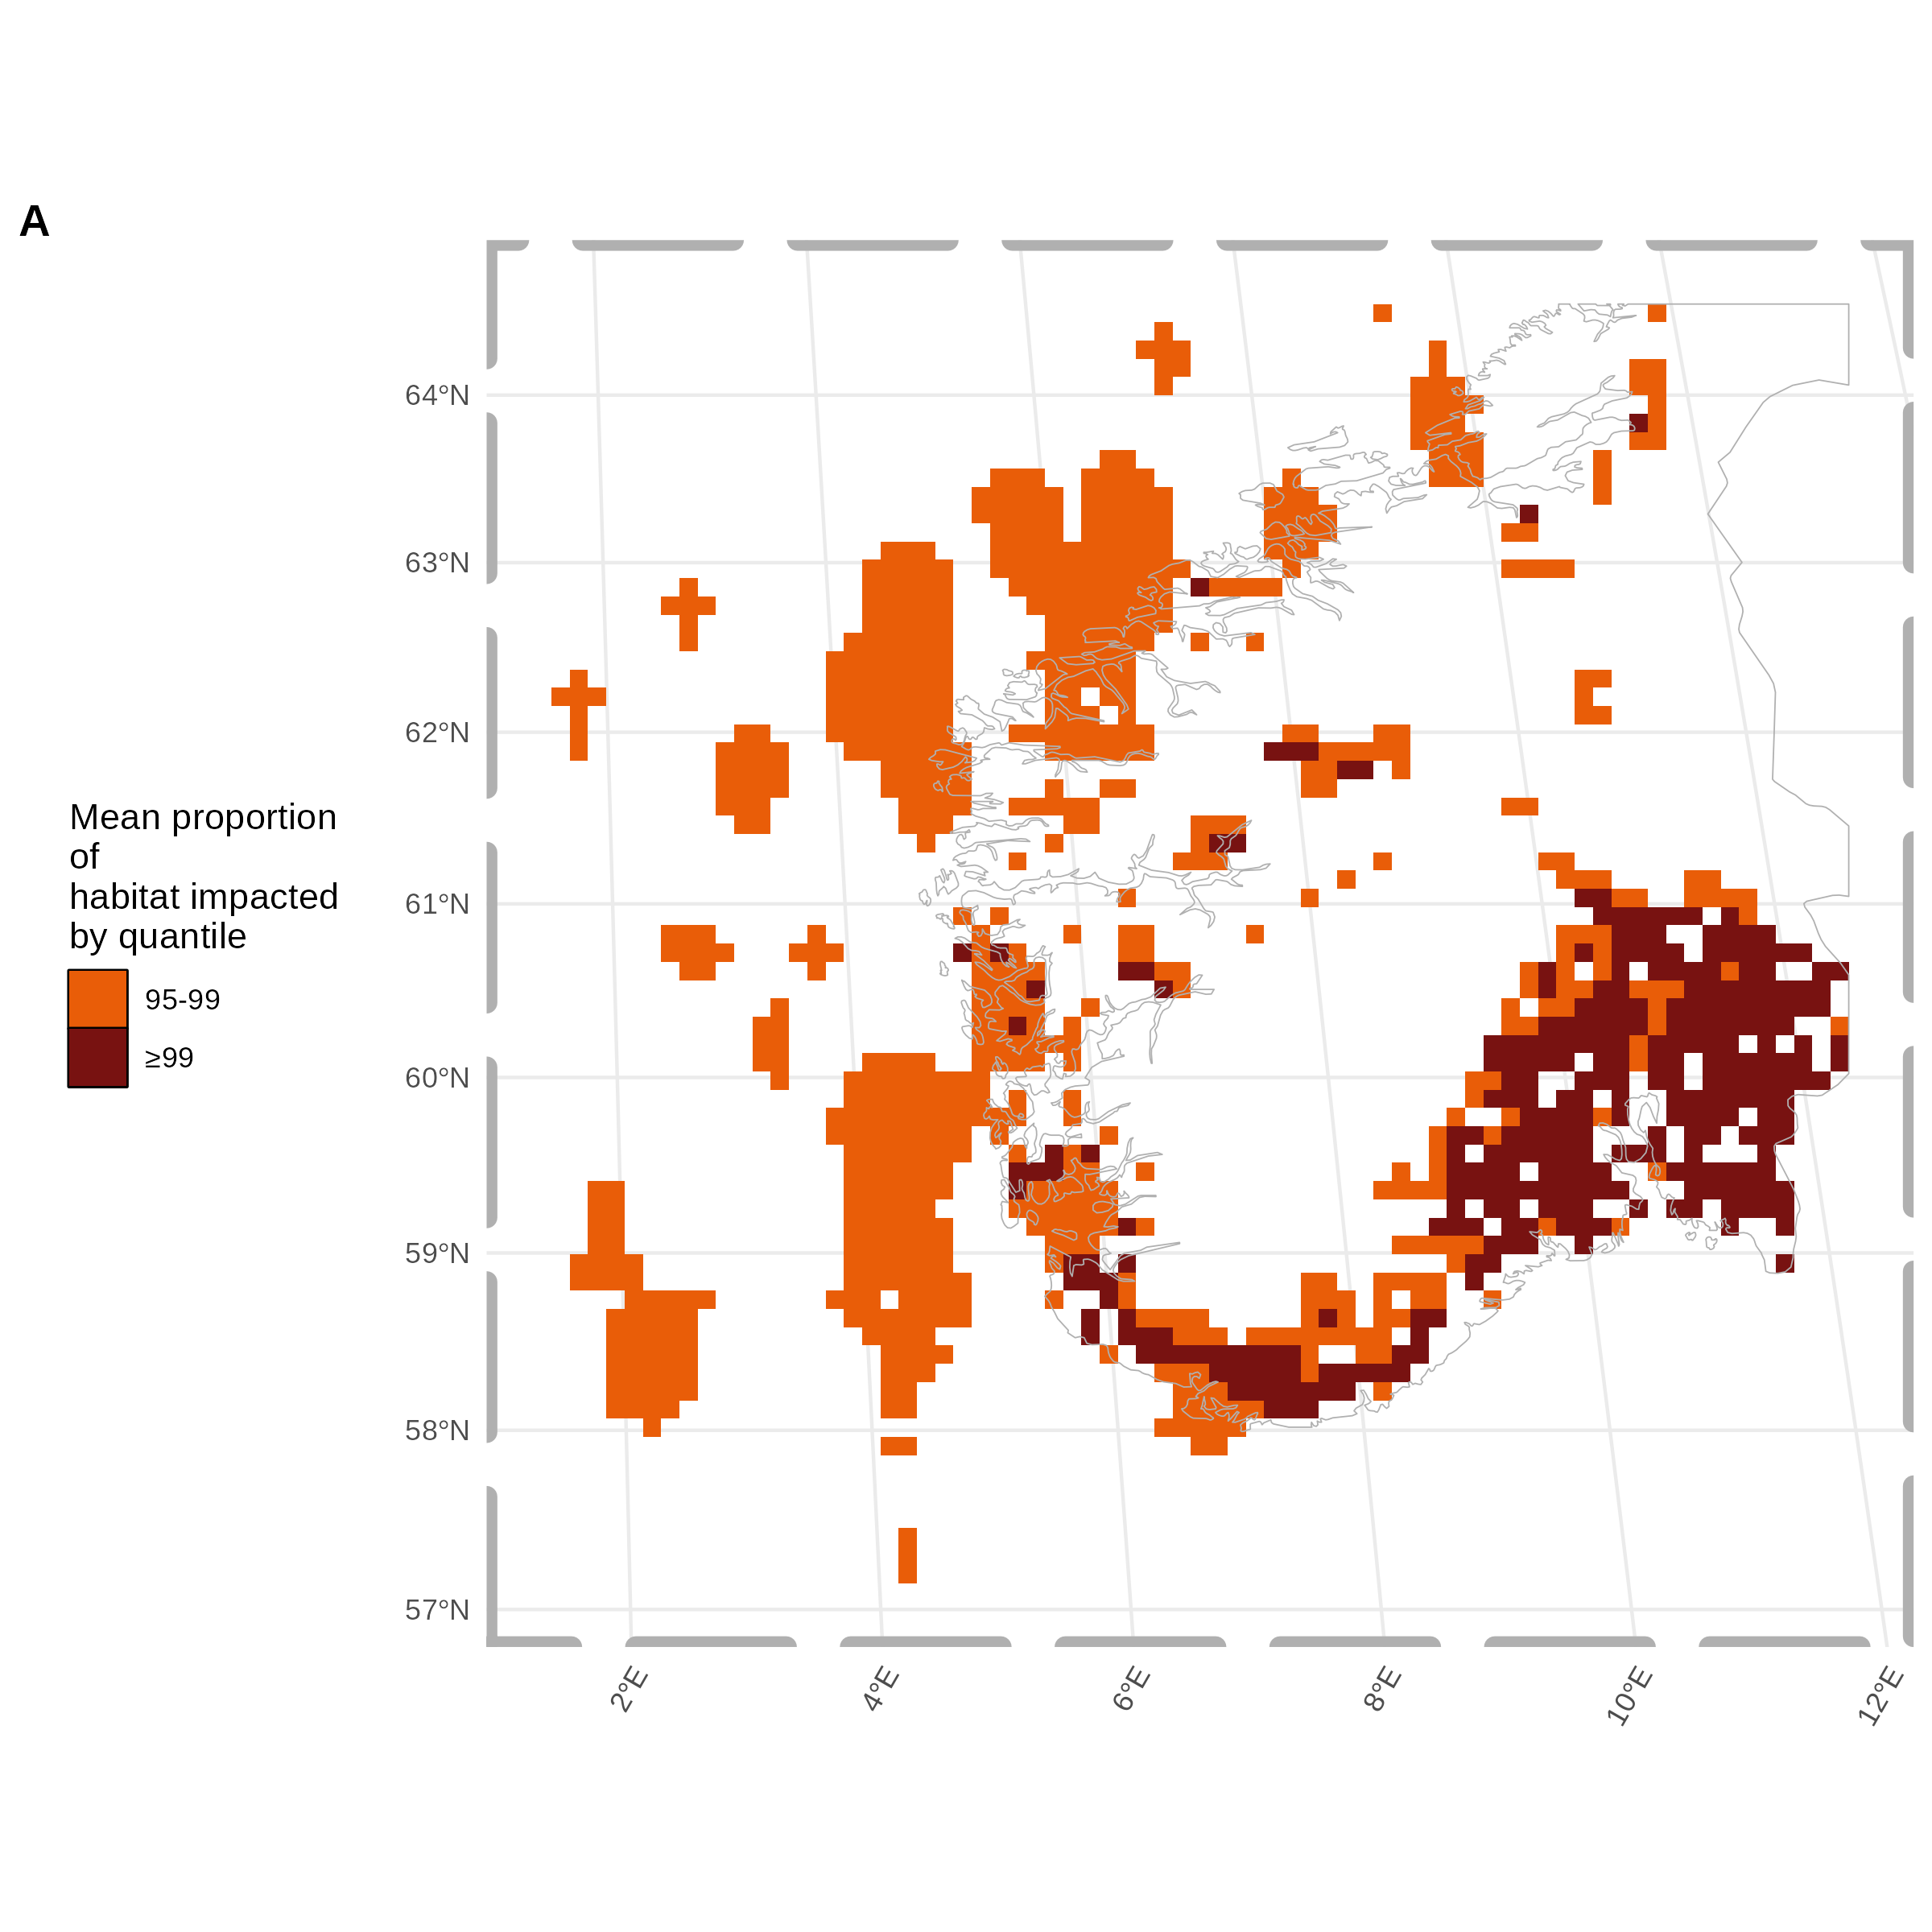 A
64°N
63°N
62°N
61°N
60°N
59°N
58°N
57°N
Mean proportion
of
habitat impacted
by quantile
95-99
≥99
2°E
4°E
6°E
8°E
10°E
12°E